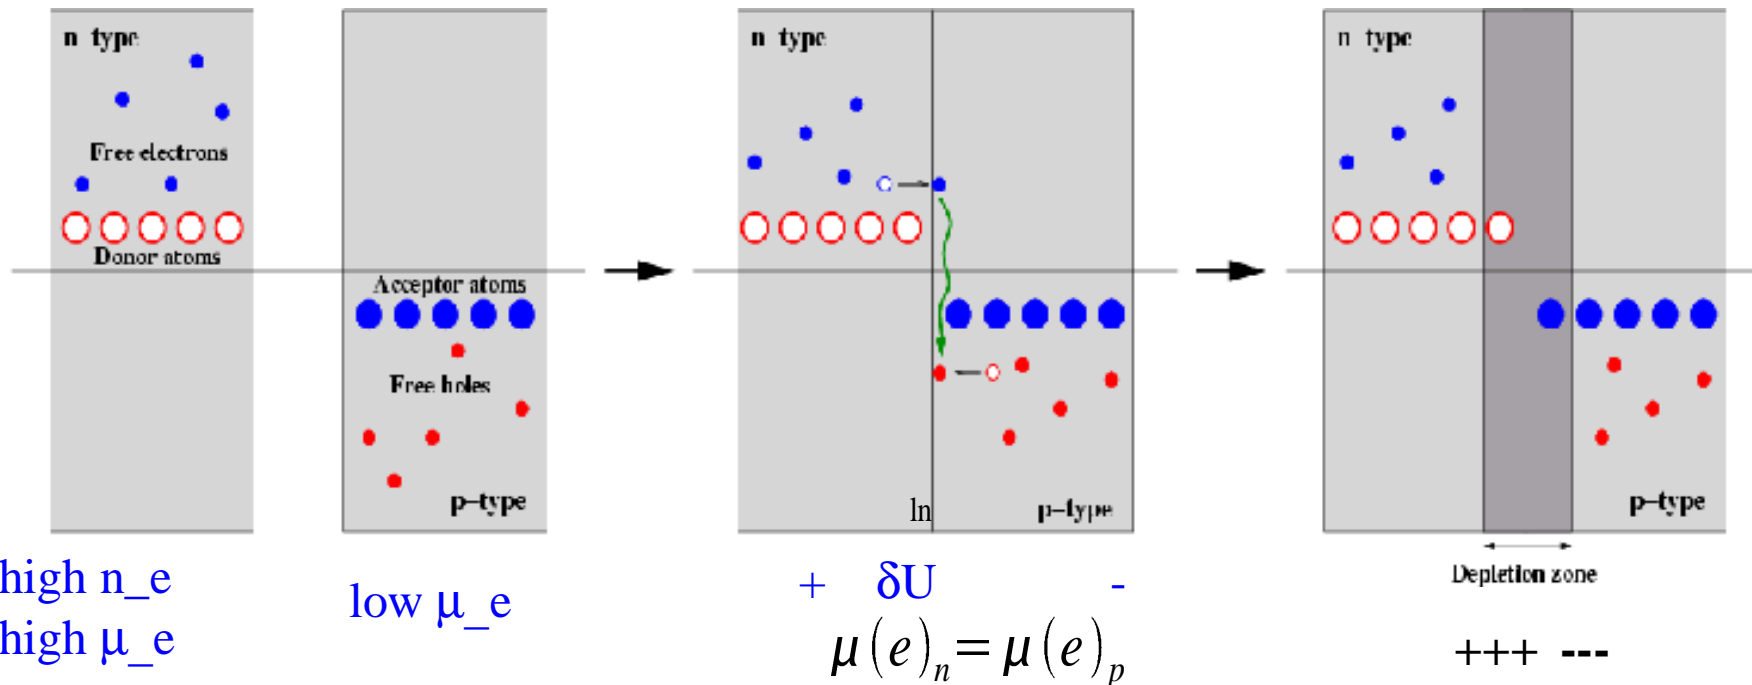 n type
Free electrons
Donor atoms
high n_e
high μ_e
Acceptor atoms
Free holes
p-type
low μ_e
n type
ln
p-type
+ δU -
μ(e)n = μ(e)p
n type
p-type
Depletion zone
+++ ---